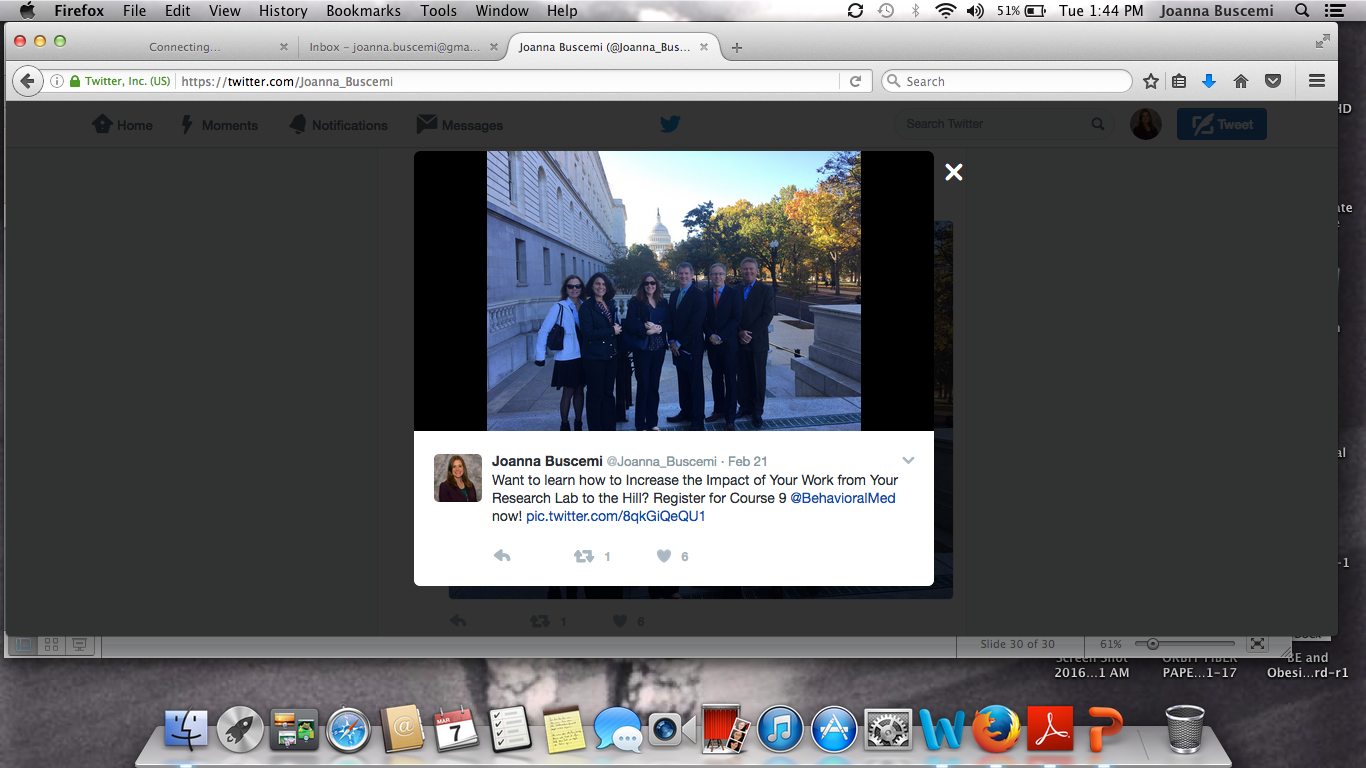 Firefox File Edit View History Bookmarks Tools Window Help 51% Tue 1:44 PM Joanna Buscemi
Connecting... Inbox – joanna.buscemi@gma... Joanna Buscemi (@Joanna_Bus...
Twitter, Inc. (US) https://twitter.com/Joanna_Buscemi Search
Home Moments Notifications Messages Search Twitter Tweet
Joanna Buscemi @Joanna_Buscemi · Feb 21
Want to learn how to Increase the Impact of Your Work from Your
Research Lab to the Hill? Register for Course 9 @BehavioralMed
now! pic.twitter.com/8qkGiQeQU1
1 6
1 6
Slide 30 of 30 61%
Screen Shot
2016...1 AM
PAPE...1-17
BE and
Obesi...rd-r1
MAR
7